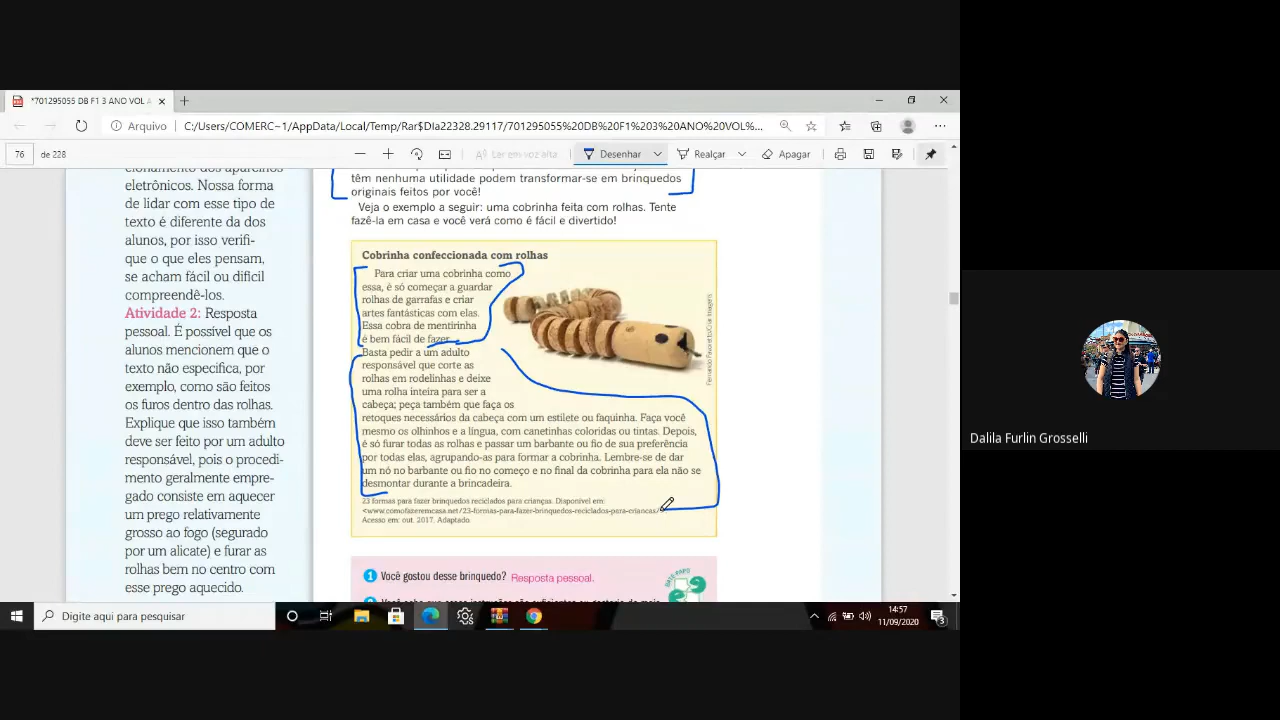 *701295055 DB F1 3 ANO VOL
Arquivo
C:/Users/COMERC~1/AppData/Local/Temp/Rar$DIa22328.29117/701295055%20DB%20F1%203%20ANO%20VOL%...
76 de 228
Ler em voz alta
Desenhar
Realçar
Apagar
cionamento dos aparelhos
eletrônicos. Nossa forma
de lidar com esse tipo de
texto é diferente da dos
alunos, por isso verifi-
que o que eles pensam,
se acham fácil ou difícil
compreendê-los.
Atividade 2: Resposta
pessoal. É possível que os
alunos mencionem que o
texto não especifica, por
exemplo, como são feitos
os furos dentro das rolhas.
Explique que isso também
deve ser feito por um adulto
responsável, pois o procedi-
mento geralmente empre-
gado consiste em aquecer
um prego relativamente
grosso ao fogo (segurado
por um alicate) e furar as
rolhas bem no centro com
esse prego aquecido.
têm nenhuma utilidade podem transformar-se em brinquedos
originais feitos por você!
Veja o exemplo a seguir: uma cobrinha feita com rolhas. Tente
fazê-la em casa e você verá como é fácil e divertido!
Cobrinha confeccionada com rolhas
Para criar uma cobrinha como
essa, é só começar a guardar
rolhas de garrafas e criar
artes fantásticas com elas.
Essa cobra de mentirinha
é bem fácil de fazer.
Basta pedir a um adulto
responsável que corte as
rolhas em rodelinhas e deixe
uma rolha inteira para ser a
cabeça; peça também que faça os
retoques necessários da cabeça com um estilete ou faquinha. Faça você
mesmo os olhinhos e a língua, com canetinhas coloridas ou tintas. Depois,
é só furar todas as rolhas e passar um barbante ou fio de sua preferência
por todas elas, agrupando-as para formar a cobrinha. Lembre-se de dar
um nó no barbante ou fio no começo e no final da cobrinha para ela não se
desmontar durante a brincadeira.
23 formas para fazer brinquedos reciclados para criança. Disponível em:
<www.comofazeremcasa.net/23-formas-para-fazer-brinquedos-reciclados-para-criancas/
Acesso em: out. 2017. Adaptado.
Fernando Favoretto/Criar Imagem.
1 Você gostou desse brinquedo? Resposta pessoal.
BATE-PAPO
Dalila Furlin Grosselli
Digite aqui para pesquisar
14:57
11/09/2020
3